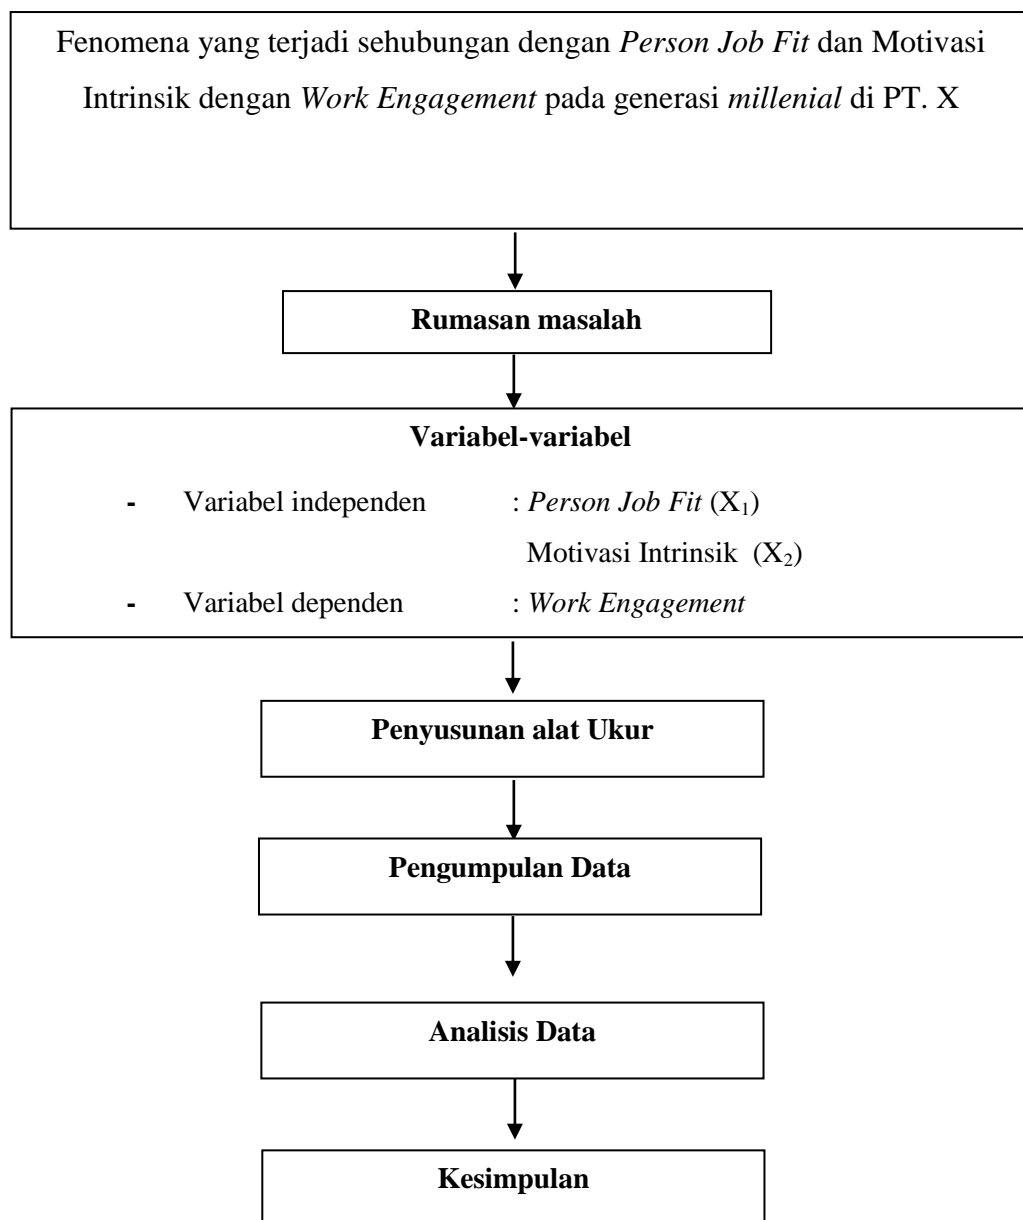 Fenomena yang terjadi sehubungan dengan Person Job Fit dan Motivasi
Intrinsik dengan Work Engagement pada generasi millenial di PT. X
Rumasan masalah
Variabel-variabel
- Variabel independen : Person Job Fit (X₁)
Motivasi Intrinsik (X₂)
- Variabel dependen : Work Engagement
Penyusunan alat Ukur
Pengumpulan Data
Analisis Data
Kesimpulan